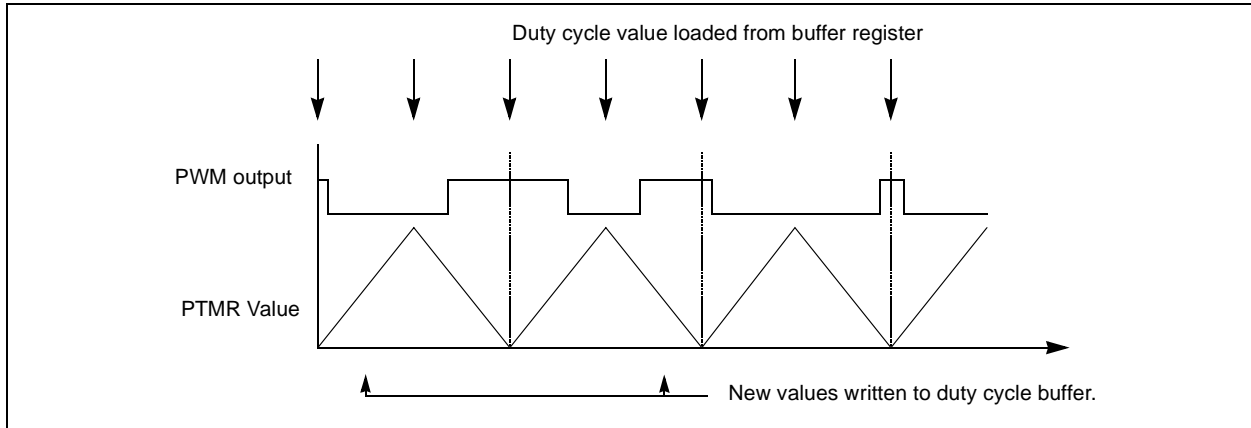 Duty cycle value loaded from buffer register
PWM output
PTMR Value
New values written to duty cycle buffer.